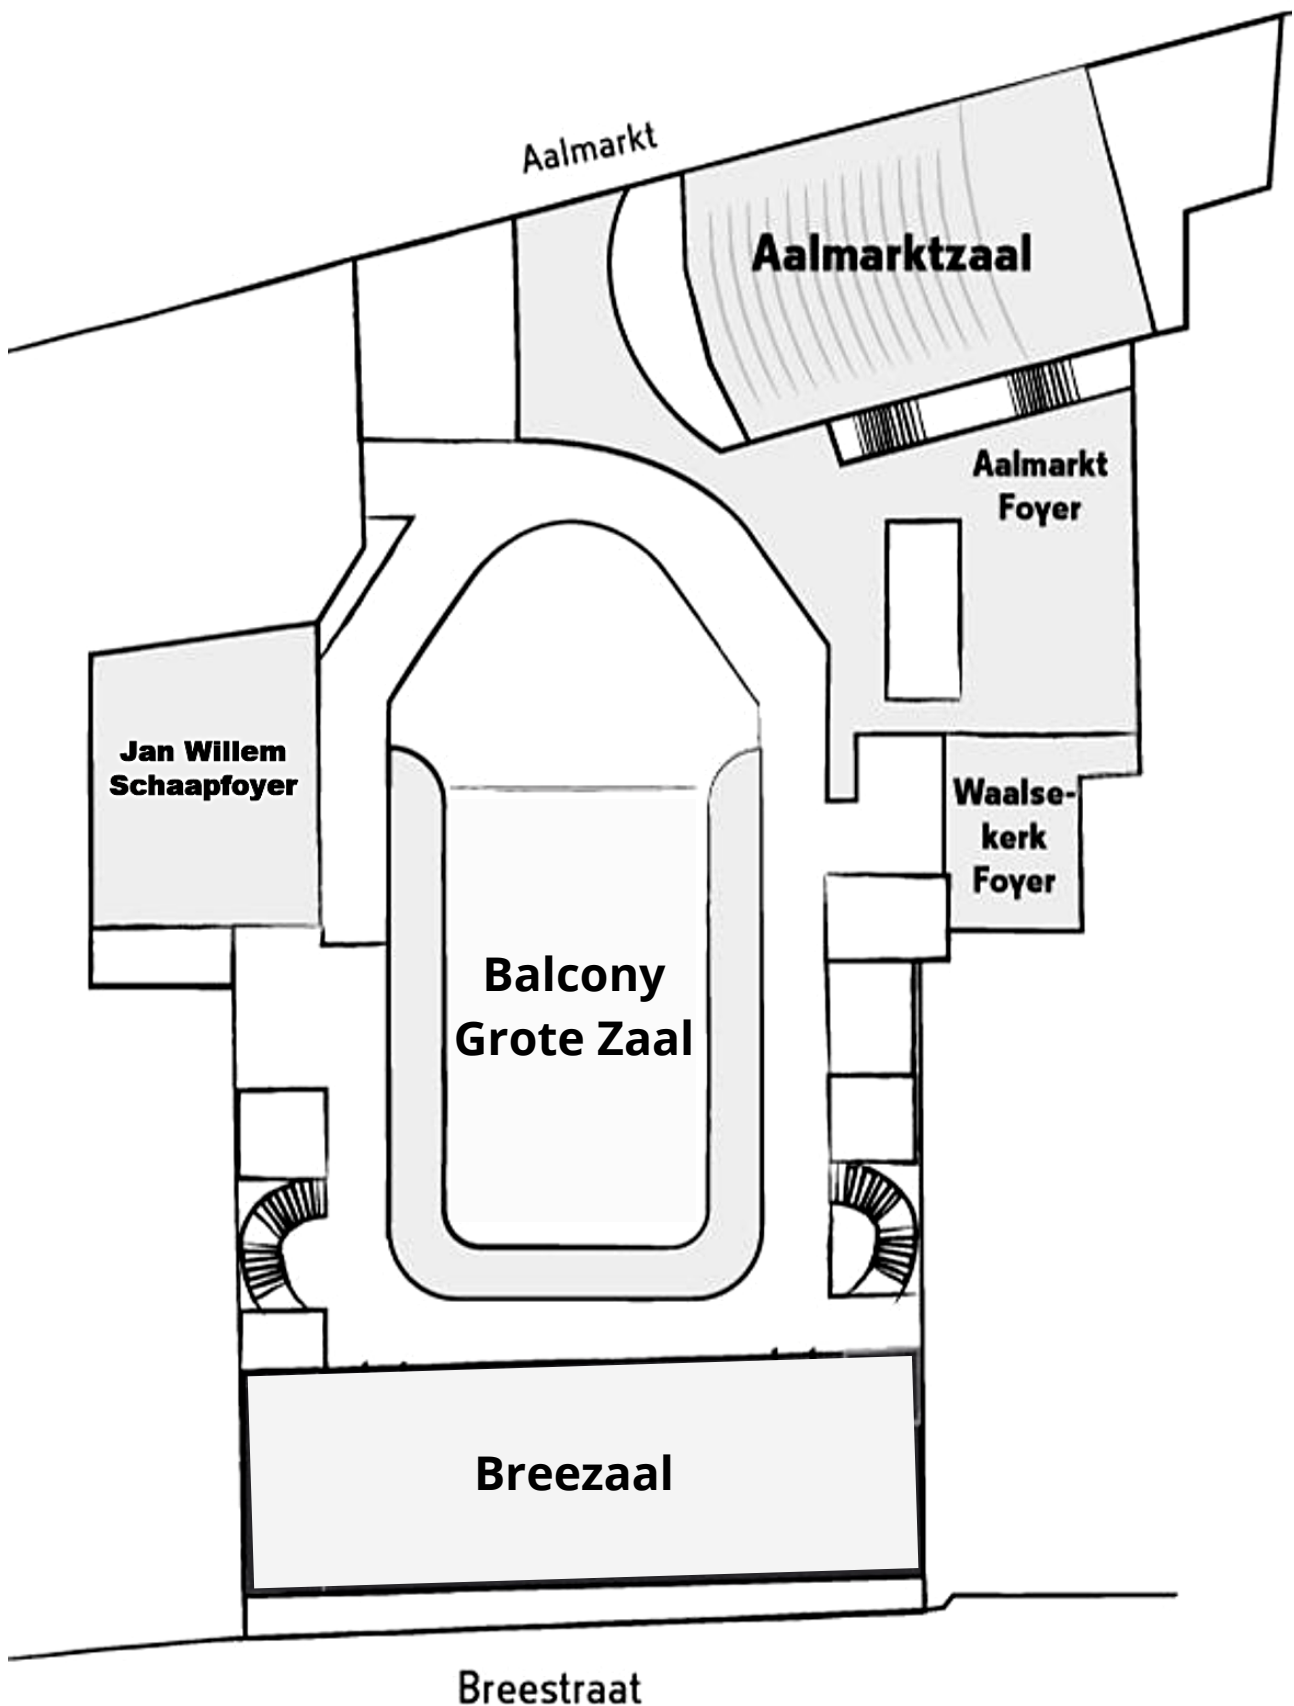 Aalmarkt
Aalmarktzaal
Aalmarkt
Foyer
Jan Willem
Schaapfoyer
Waalse-
kerk
Foyer
Balcony
Grote Zaal
Breezaal
Breestraat